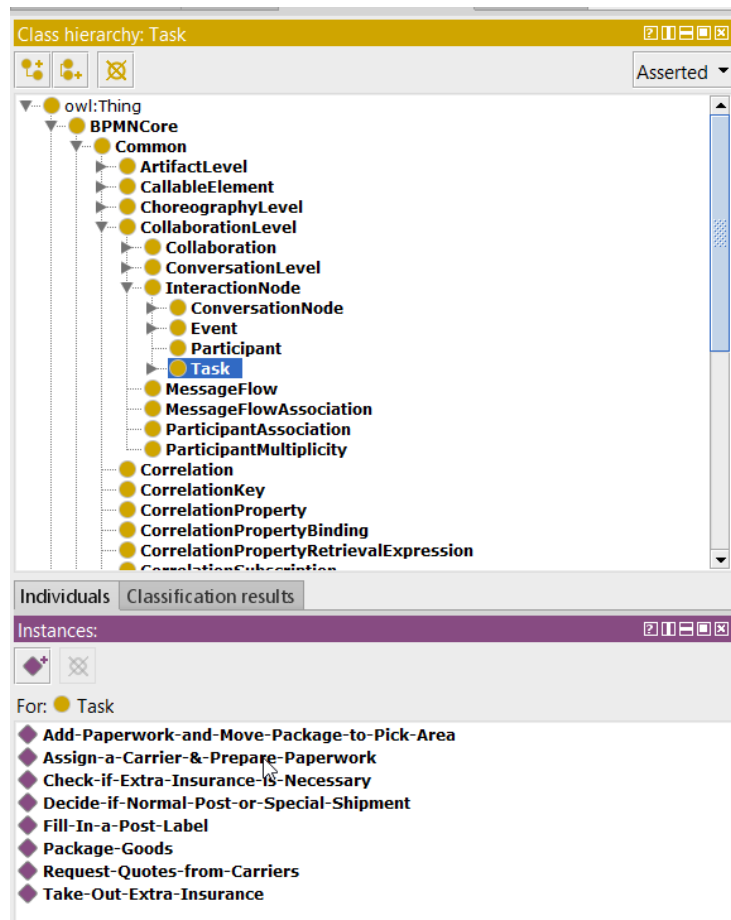 Class hierarchy: Task
Asserted
owl:Thing
BPMNCore
Common
ArtifactLevel
CallableElement
ChoreographyLevel
CollaborationLevel
Collaboration
ConversationLevel
InteractionNode
ConversationNode
Event
Participant
Task
MessageFlow
MessageFlowAssociation
ParticipantAssociation
ParticipantMultiplicity
Correlation
CorrelationKey
CorrelationProperty
CorrelationPropertyBinding
CorrelationPropertyRetrievalExpression
CorrelationSubscription
Individuals Classification results
Instances:
For: Task
Add-Paperwork-and-Move-Package-to-Pick-Area
Assign-a-Carrier-&-Prepare-Paperwork
Check-if-Extra-Insurance-is-Necessary
Decide-if-Normal-Post-or-Special-Shipment
Fill-In-a-Post-Label
Package-Goods
Request-Quotes-from-Carriers
Take-Out-Extra-Insurance